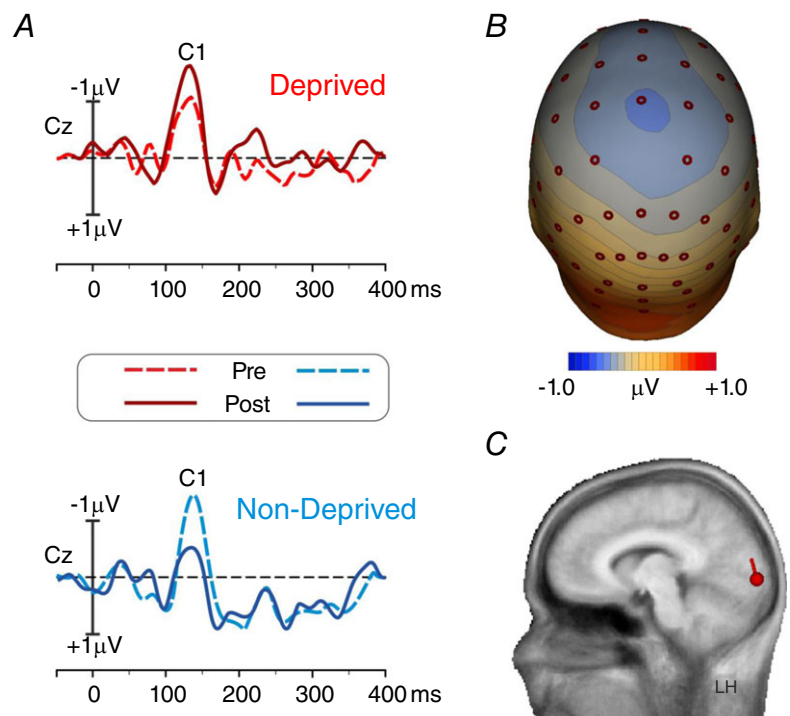 A
C1
Deprived
-1μV
Cz
+1μV
0 100 200 300 400 ms
Pre
Post
C1
Non-Deprived
-1μV
Cz
+1μV
0 100 200 300 400 ms
B
-1.0 μV +1.0
C
LH